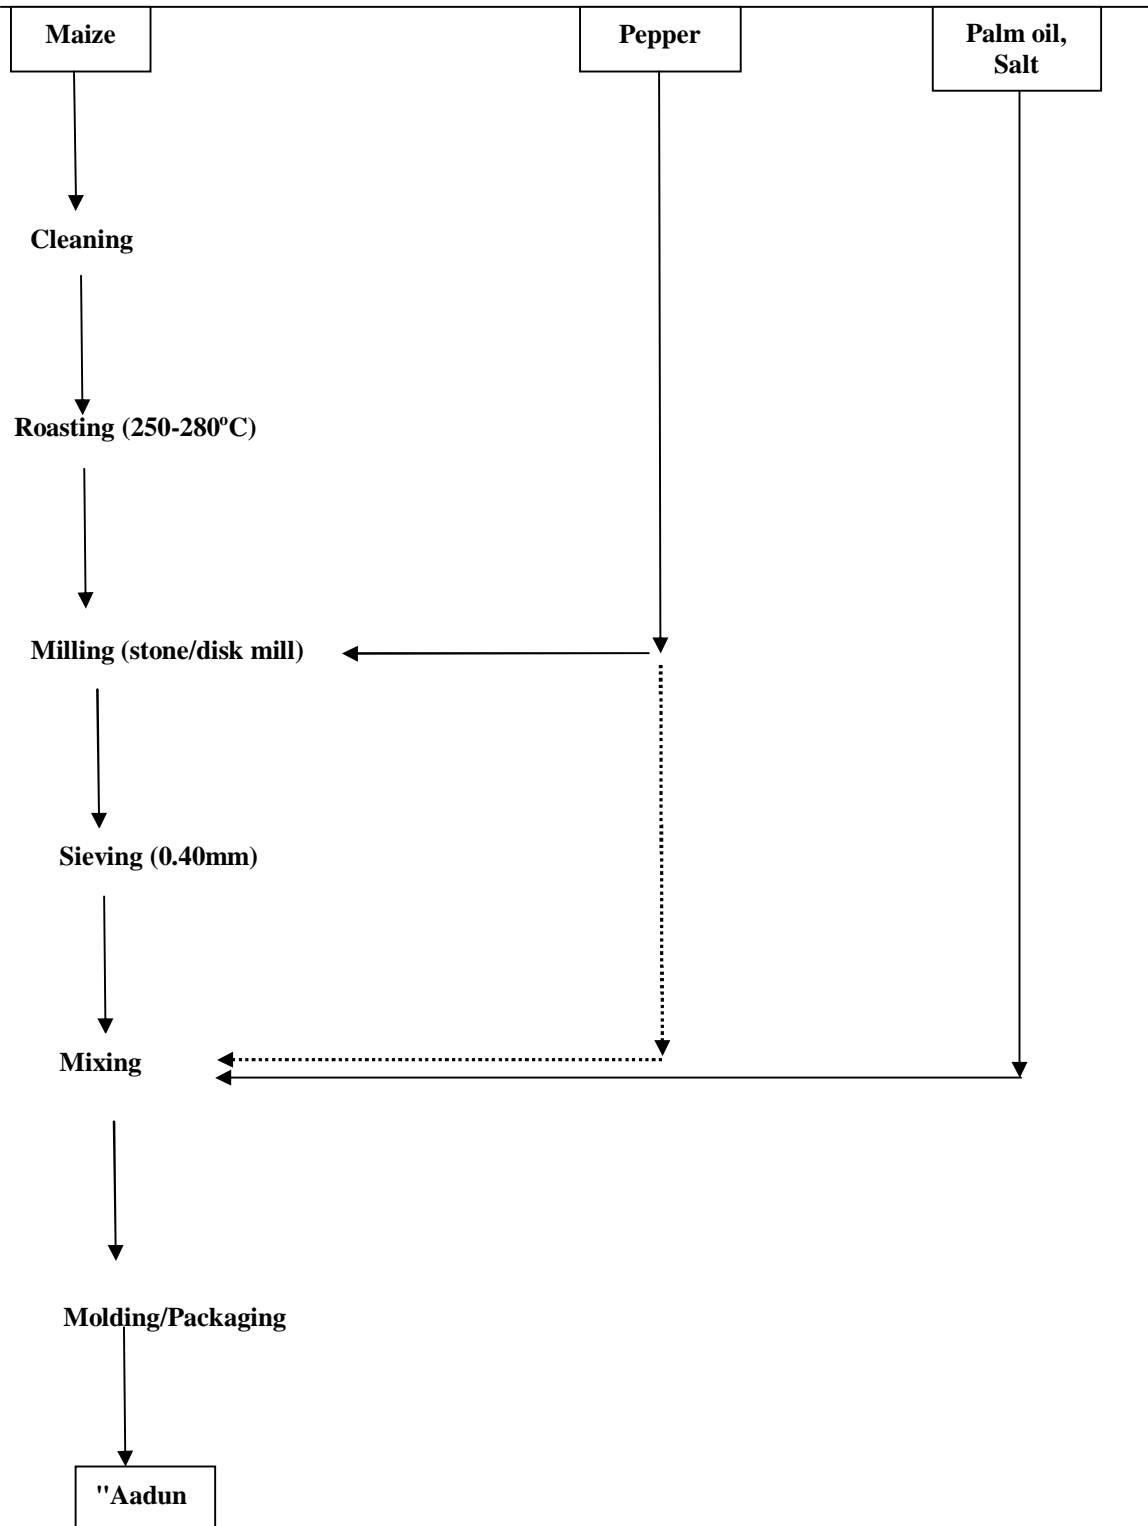 Maize
Pepper
Palm oil,
Salt
Cleaning
Roasting (250-280ºC)
Milling (stone/disk mill)
Sieving (0.40mm)
Mixing
Molding/Packaging
"Aadun